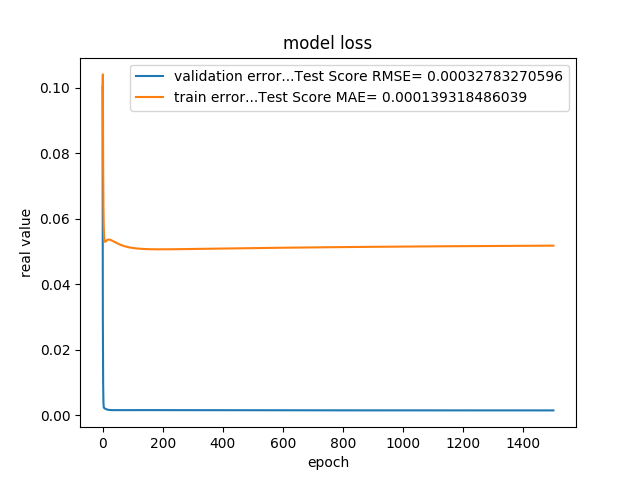 model loss
validation error...Test Score RMSE= 0.00032783270596
train error...Test Score MAE= 0.000139318486039
real value
0.10
0.08
0.06
0.04
0.02
0.00
0 200 400 600 800 1000 1200 1400
epoch